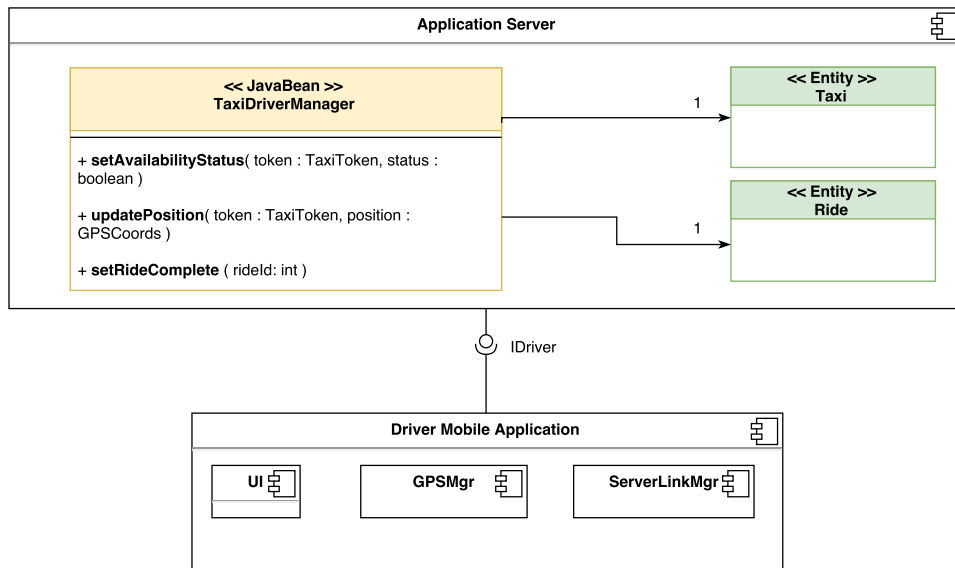 Application Server
<< JavaBean >>
TaxiDriverManager
+ setAvailabilityStatus( token : TaxiToken, status :
boolean )
+ updatePosition( token : TaxiToken, position :
GPSCoords )
+ setRideComplete ( rideId: int )
1
<< Entity >>
Taxi
1
<< Entity >>
Ride
IDriver
Driver Mobile Application
UI
GPSMgr
ServerLinkMgr